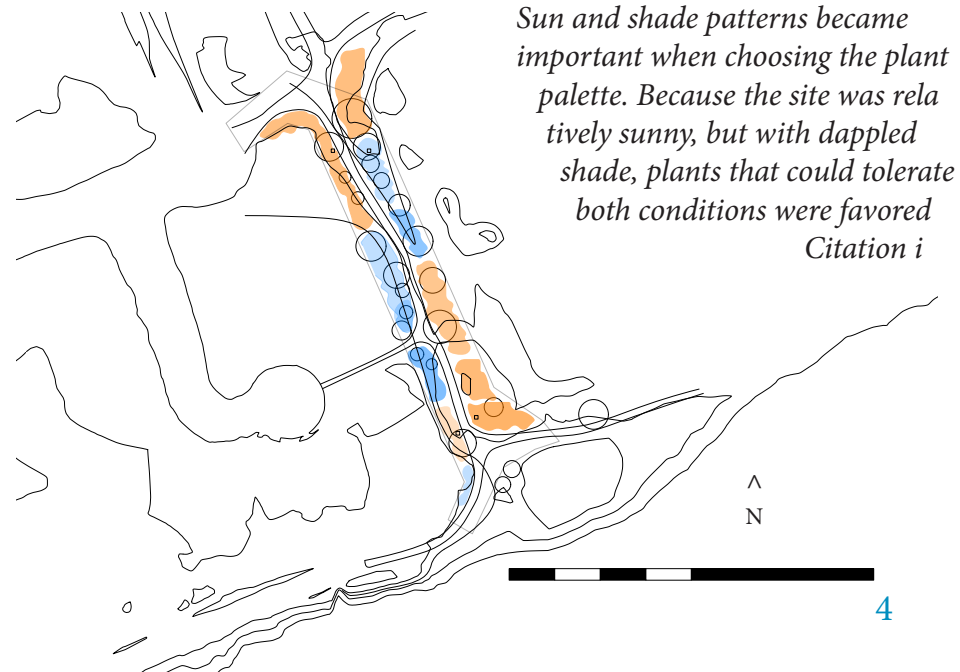 Sun and shade patterns became
important when choosing the plant
palette. Because the site was rela
tively sunny, but with dappled
shade, plants that could tolerate
both conditions were favored
Citation i
^
N
4